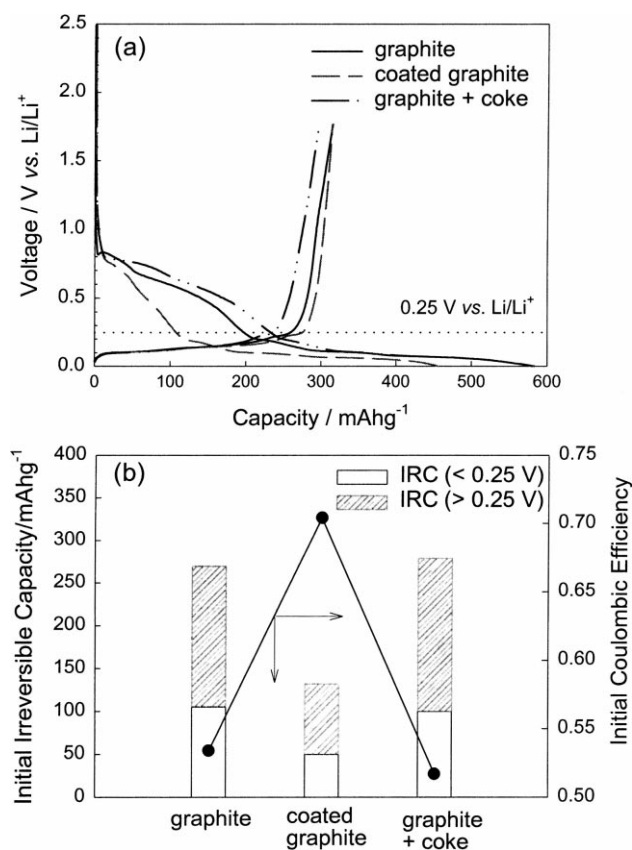 (a)
graphite
coated graphite
graphite + coke
2.5
2.0
1.5
1.0
0.5
0.0
Voltage / V vs. Li/Li⁺
0.25 V vs. Li/Li⁺
0 100 200 300 400 500 600
Capacity / mAhg⁻¹
(b)
IRC (< 0.25 V)
IRC (> 0.25 V)
400
350
300
250
200
150
100
50
0
Initial Irreversible Capacity/mAhg⁻¹
0.75
0.70
0.65
0.60
0.55
0.50
Initial Coulombic Efficiency
graphite
coated
graphite
graphite
+ coke